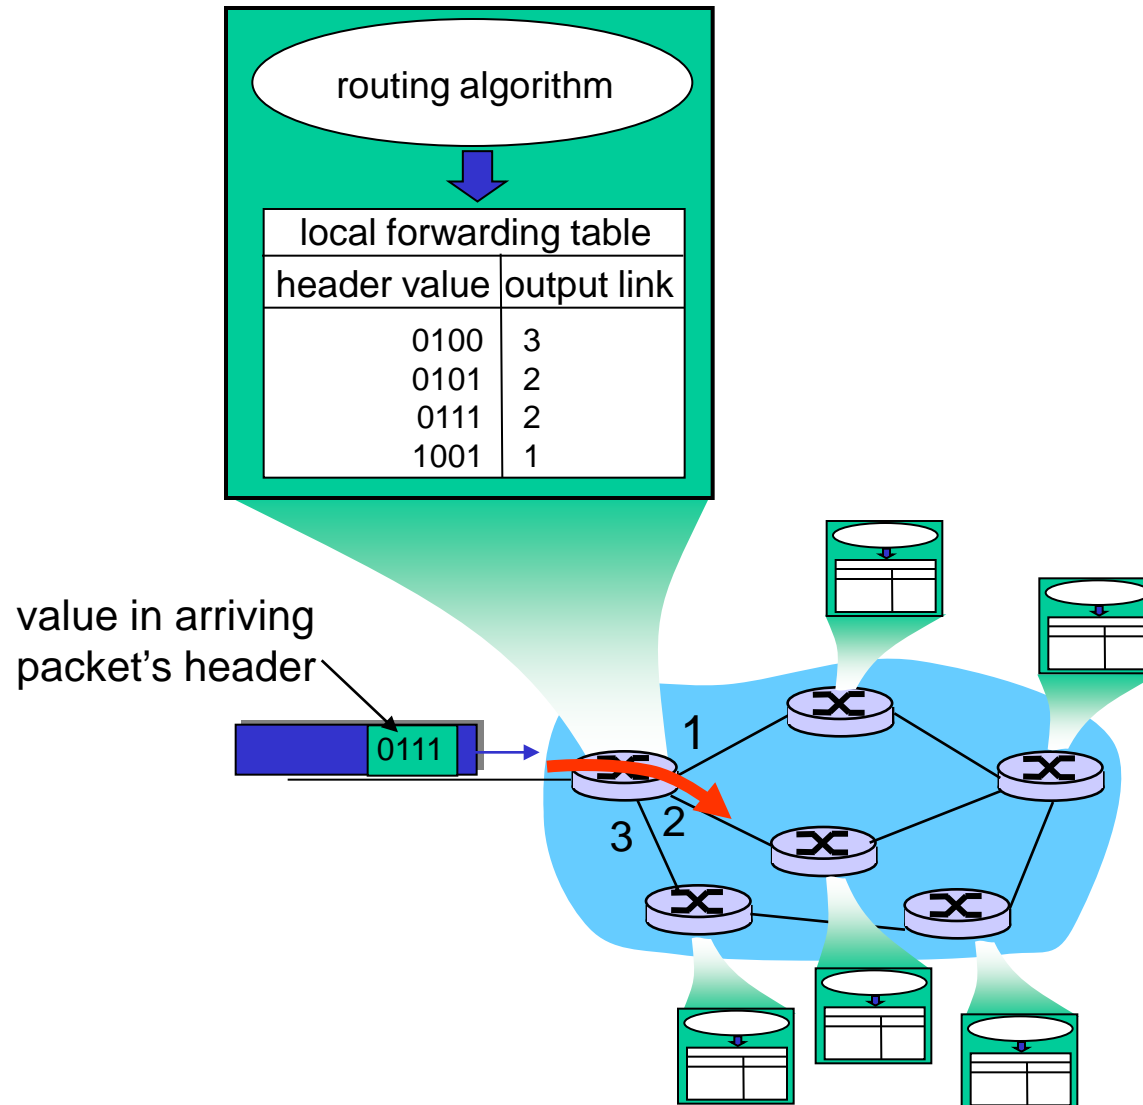 routing algorithm
local forwarding table
header value output link
0100 3
0101 2
0111 2
1001 1
value in arriving
packet's header
0111
1
2
3